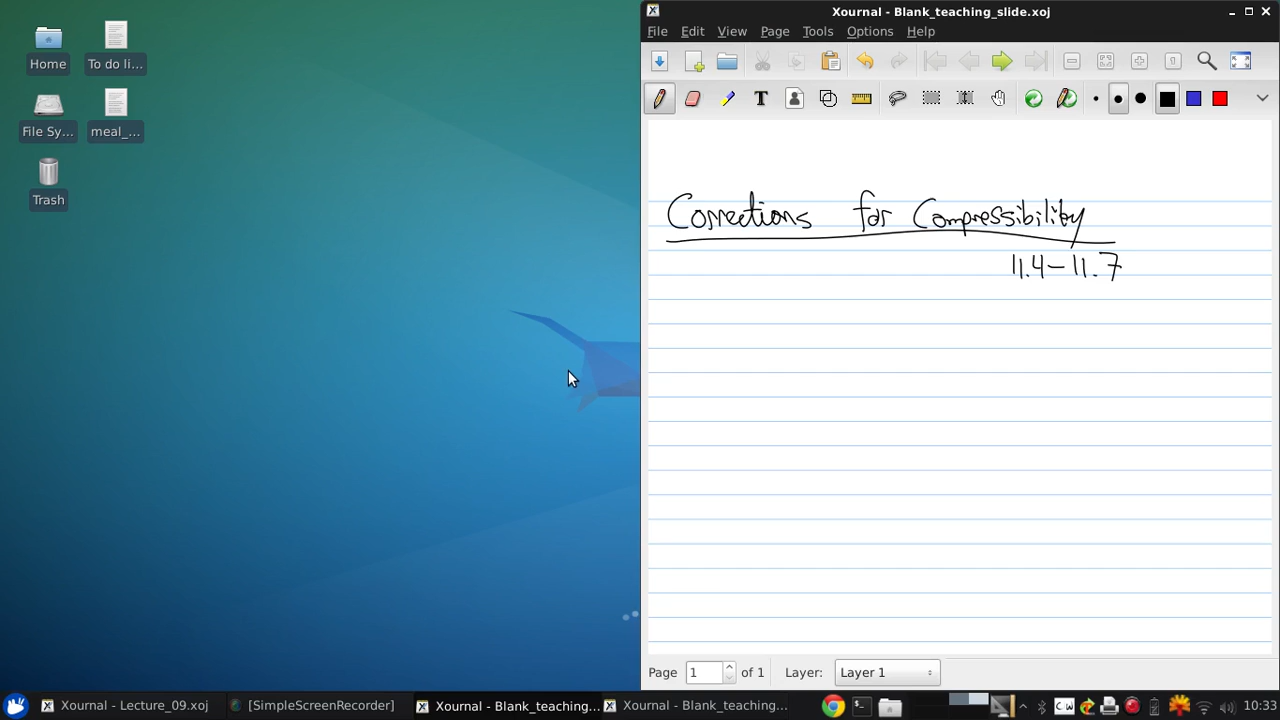 Xournal - Blank_teaching_slide.xoj
File Edit View Page Tools Options Help
Home
To do li...
File Sy...
meal_...
Trash
T
Corrections for Compressibility
11.4-11.7
Page 1 of 1 Layer: Layer 1
Xournal - Lecture_09.xoj
[SimpleScreenRecorder]
Xournal - Blank_teaching...
Xournal - Blank_teaching...
CW
10:33